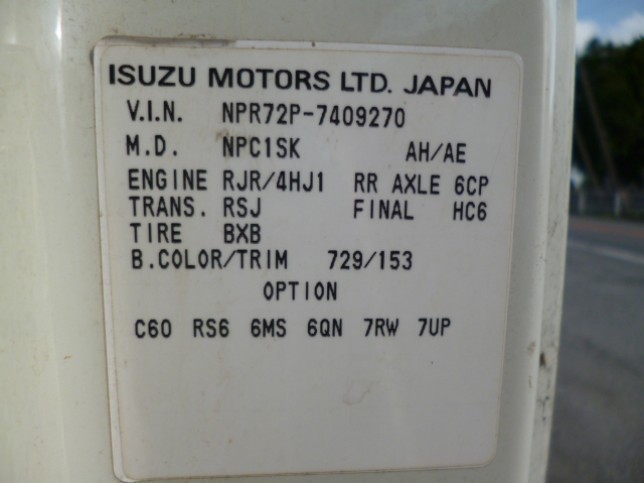 ISUZU MOTORS LTD. JAPAN
V.I.N. NPR72P-7409270
M.D. NPC1SK AH/AE
ENGINE RJR/4HJ1 RR AXLE 6CP
TRANS. RSJ FINAL HC6
TIRE BXB
B.COLOR/TRIM 729/153
OPTION
C60 RS6 6MS 6QN 7RW 7UP